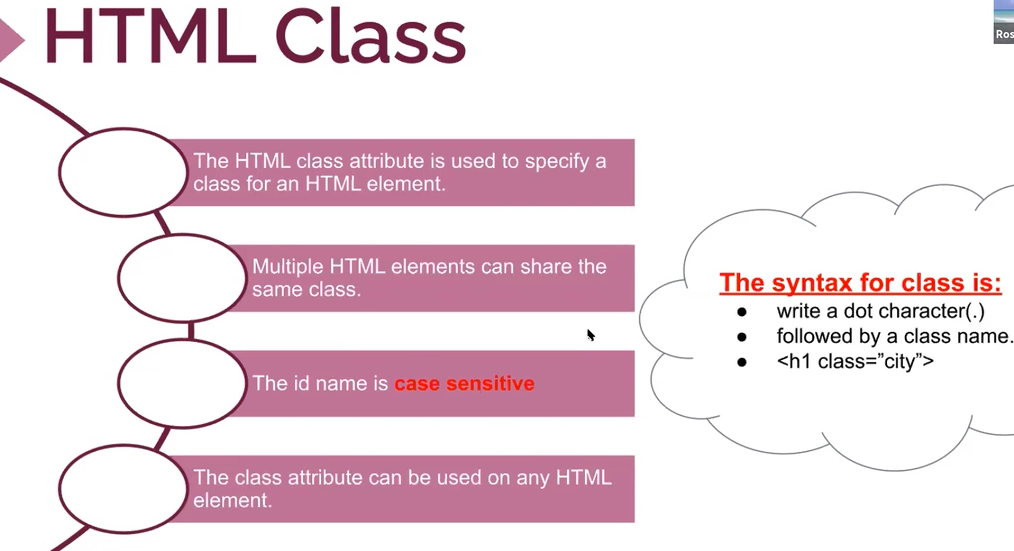 HTML Class
Ros
The HTML class attribute is used to specify a
class for an HTML element.
Multiple HTML elements can share the
same class.
The id name is case sensitive
The class attribute can be used on any HTML
element.
The syntax for class is:
● write a dot character(.)
● followed by a class name.
● <h1 class=”city”>